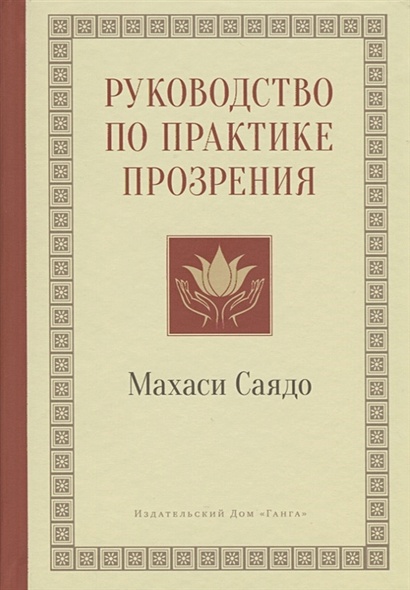 РУКОВОДСТВО
ПО ПРАКТИКЕ
ПРОЗРЕНИЯ
Махаси Саядо
Издательский Дом «Ганга»